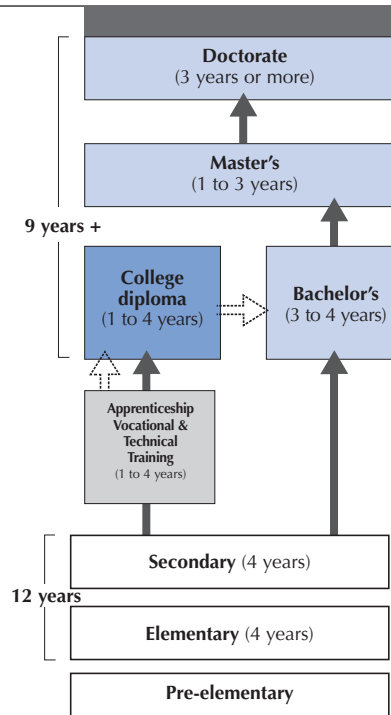 Doctorate
(3 years or more)
Master's
(1 to 3 years)
9 years +
College
diploma
(1 to 4 years)
Bachelor's
(3 to 4 years)
Apprenticeship
Vocational &
Technical
Training
(1 to 4 years)
Secondary (4 years)
12 years
Elementary (4 years)
Pre-elementary